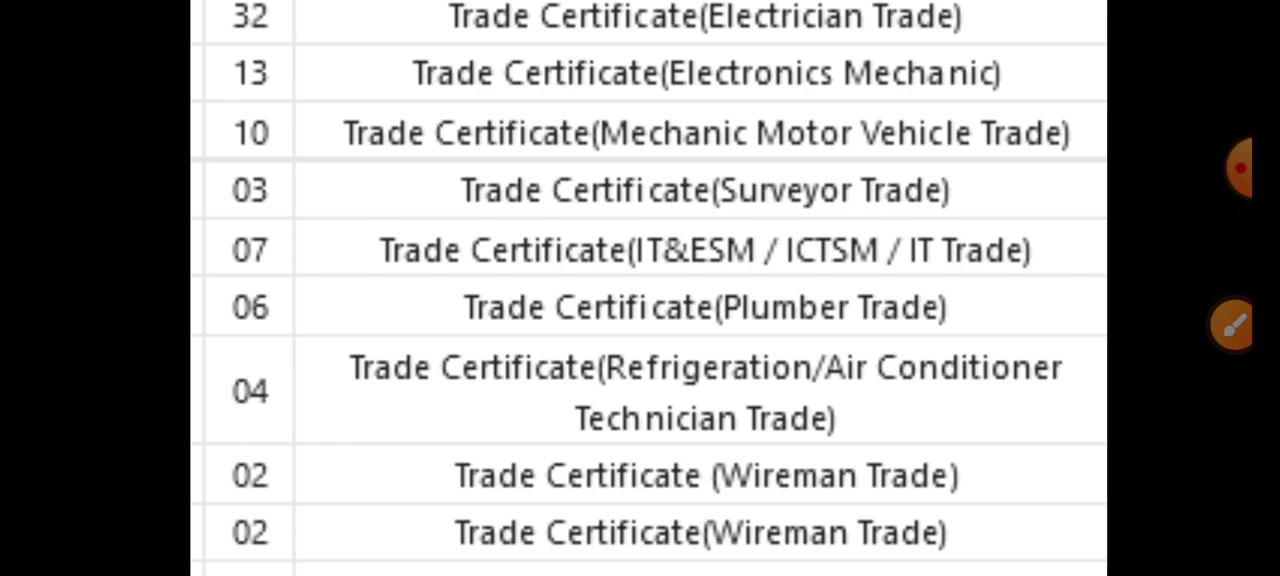 32 Trade Certificate(Electrician Trade)
13 Trade Certificate(Electronics Mechanic)
10 Trade Certificate(Mechanic Motor Vehicle Trade)
03 Trade Certificate(Surveyor Trade)
07 Trade Certificate(IT&ESM / ICTSM / IT Trade)
06 Trade Certificate(Plumber Trade)
04 Trade Certificate(Refrigeration/Air Conditioner
Technician Trade)
02 Trade Certificate (Wireman Trade)
02 Trade Certificate(Wireman Trade)